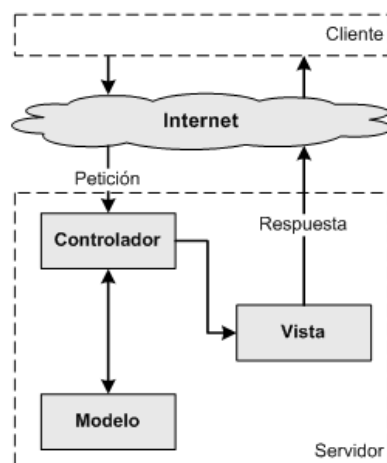 Cliente
Internet
Petición
Respuesta
Controlador
Vista
Modelo
Servidor